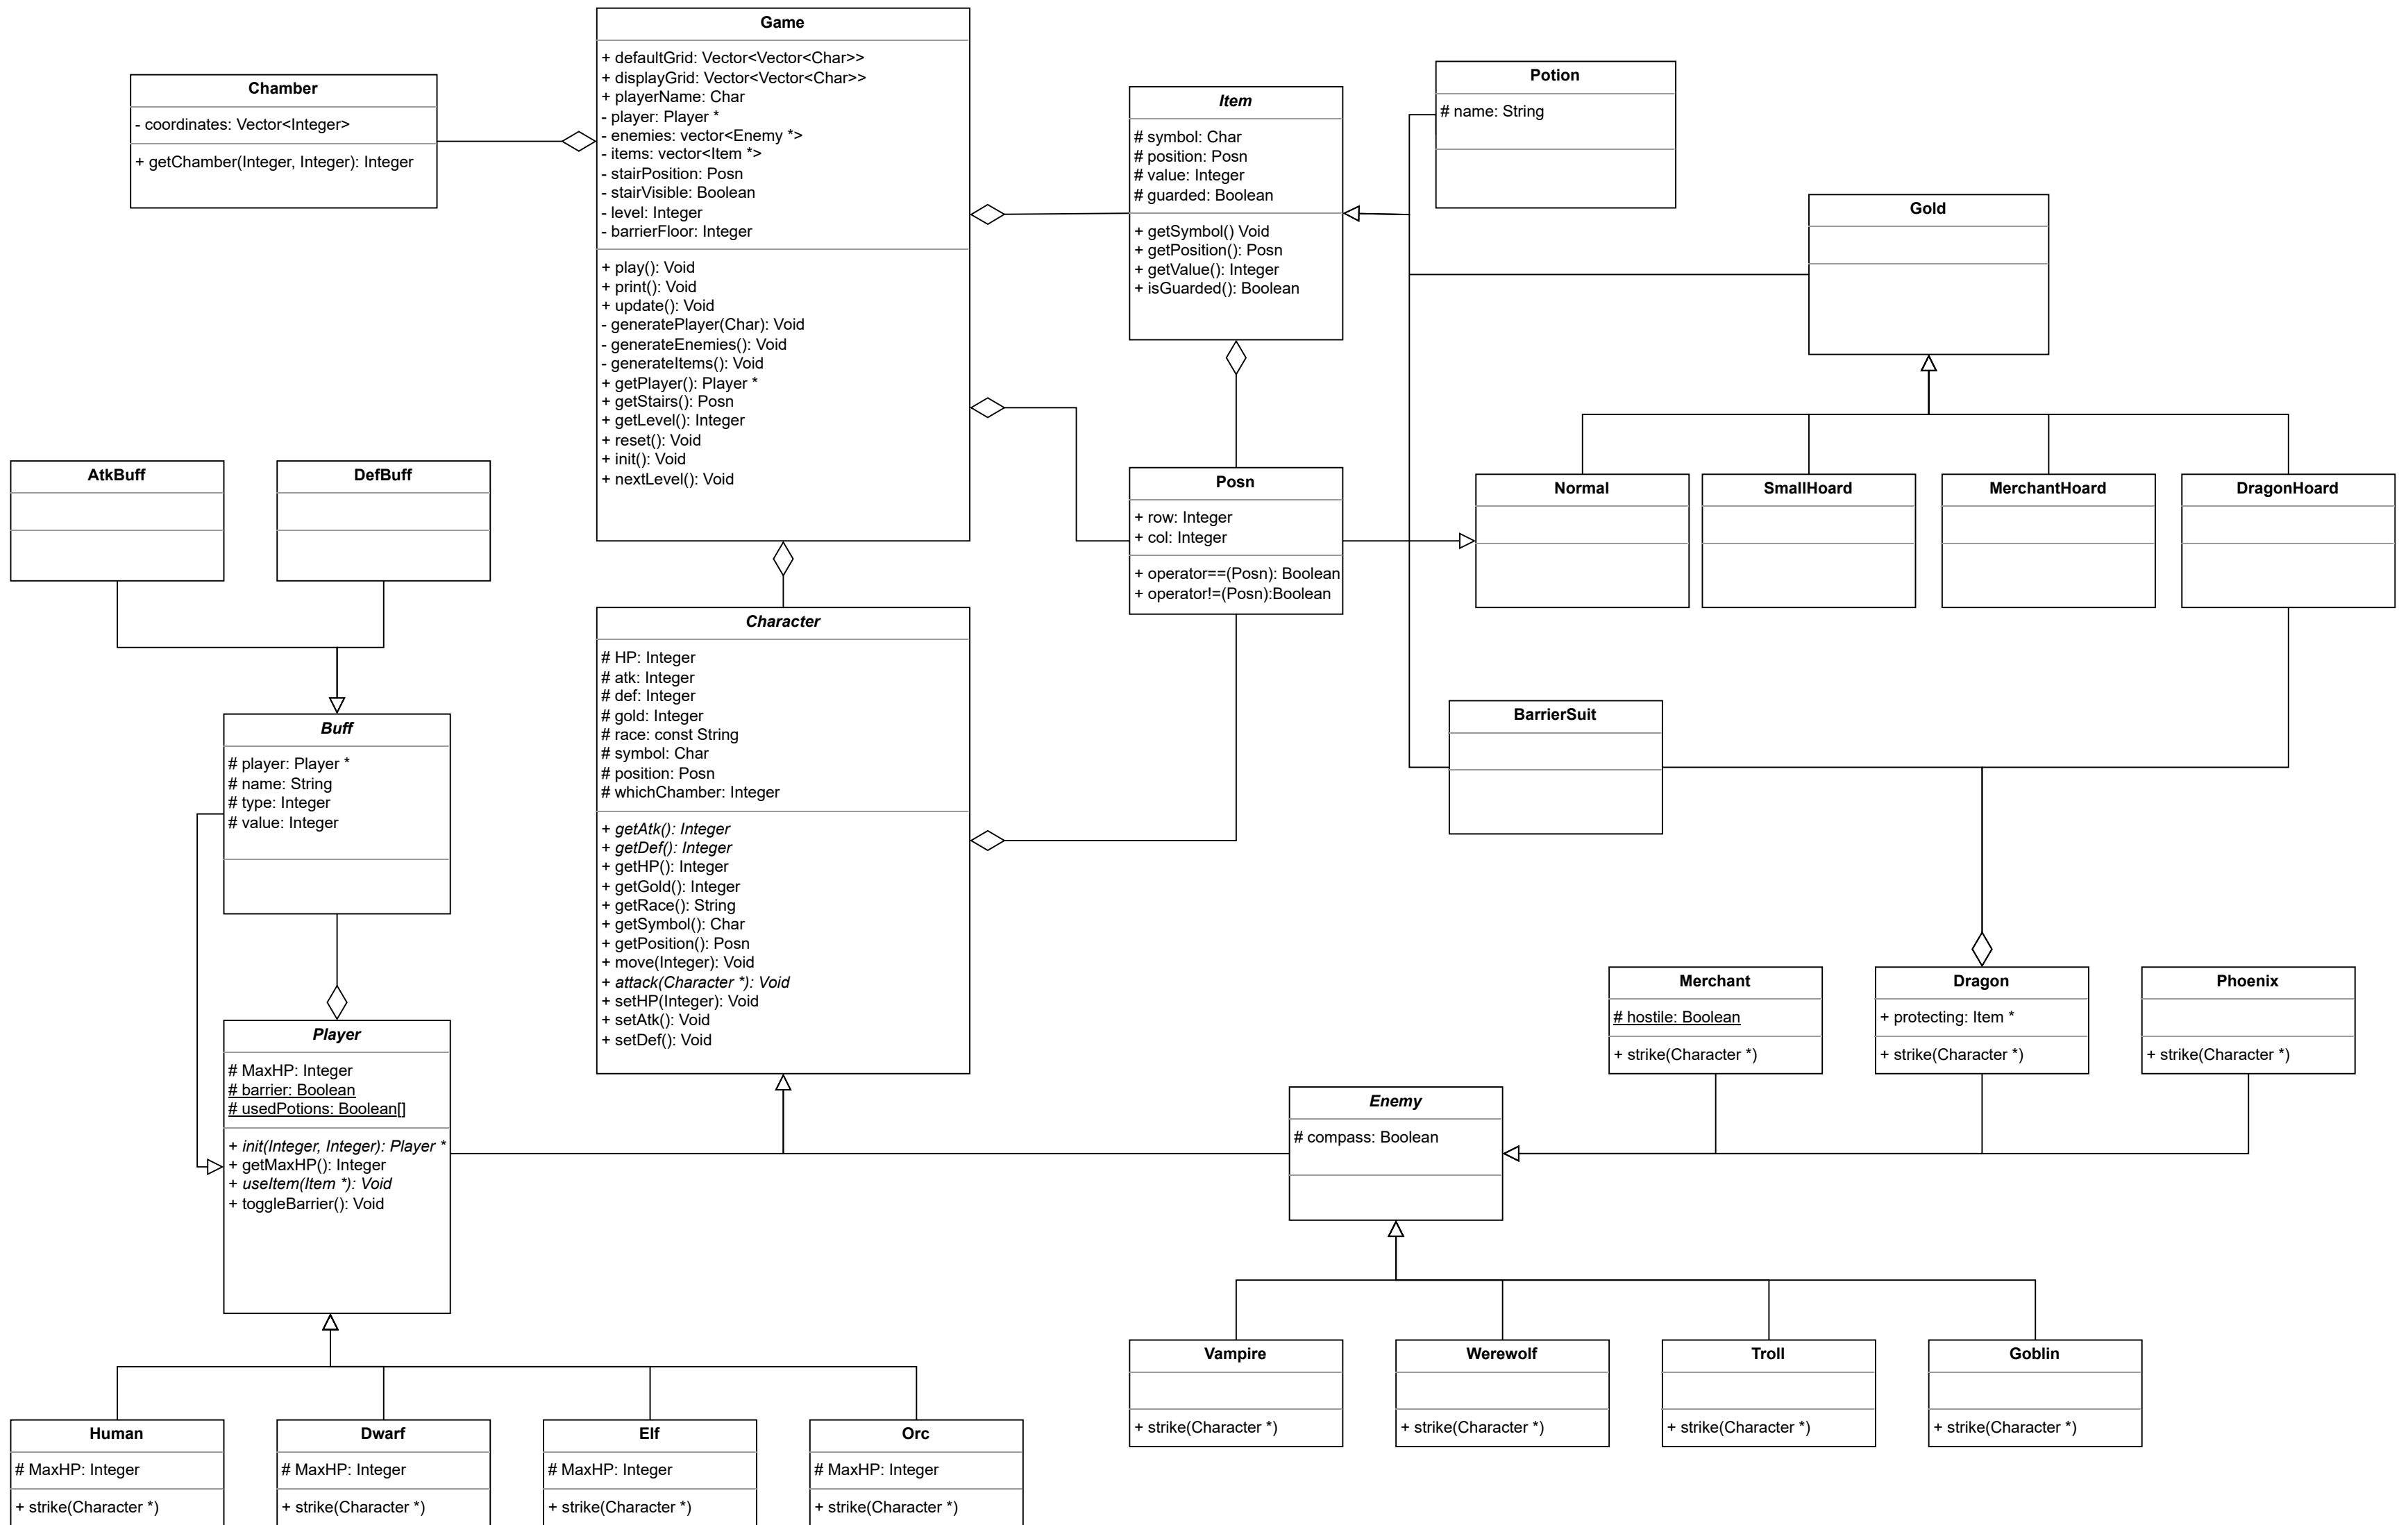 Game
+ defaultGrid: Vector<Vector<Char>>
+ displayGrid: Vector<Vector<Char>>
+ playerName: Char
- player: Player *
- enemies: vector<Enemy *>
- items: vector<Item *>
- stairPosition: Posn
- stairVisible: Boolean
- level: Integer
- barrierFloor: Integer
+ play(): Void
+ print(): Void
+ update(): Void
- generatePlayer(Char): Void
- generateEnemies(): Void
- generateItems(): Void
+ getPlayer(): Player *
+ getStairs(): Posn
+ getLevel(): Integer
+ reset(): Void
+ init(): Void
+ nextLevel(): Void
Chamber
- coordinates: Vector<Integer>
+ getChamber(Integer, Integer): Integer
Item
# symbol: Char
# position: Posn
# value: Integer
# guarded: Boolean
+ getSymbol() Void
+ getPosition(): Posn
+ getValue(): Integer
+ isGuarded(): Boolean
Potion
# name: String
Gold
AtkBuff
DefBuff
Posn
+ row: Integer
+ col: Integer
+ operator==(Posn): Boolean
+ operator!=(Posn):Boolean
Normal
SmallHoard
MerchantHoard
DragonHoard
Character
# HP: Integer
# atk: Integer
# def: Integer
# gold: Integer
# race: const String
# symbol: Char
# position: Posn
# whichChamber: Integer
+ getAtk(): Integer
+ getDef(): Integer
+ getHP(): Integer
+ getGold(): Integer
+ getRace(): String
+ getSymbol(): Char
+ getPosition(): Posn
+ move(Integer): Void
+ attack(Character *): Void
+ setHP(Integer): Void
+ setAtk(): Void
+ setDef(): Void
Buff
# player: Player *
# name: String
# type: Integer
# value: Integer
BarrierSuit
Player
# MaxHP: Integer
# barrier: Boolean
# usedPotions: Boolean[]
+ init(Integer, Integer): Player *
+ getMaxHP(): Integer
+ useItem(Item *): Void
+ toggleBarrier(): Void
Merchant
# hostile: Boolean
+ strike(Character *)
Dragon
+ protecting: Item *
+ strike(Character *)
Phoenix
+ strike(Character *)
Enemy
# compass: Boolean
Vampire
+ strike(Character *)
Werewolf
+ strike(Character *)
Troll
+ strike(Character *)
Goblin
+ strike(Character *)
Human
# MaxHP: Integer
+ strike(Character *)
Dwarf
# MaxHP: Integer
+ strike(Character *)
Elf
# MaxHP: Integer
+ strike(Character *)
Orc
# MaxHP: Integer
+ strike(Character *)